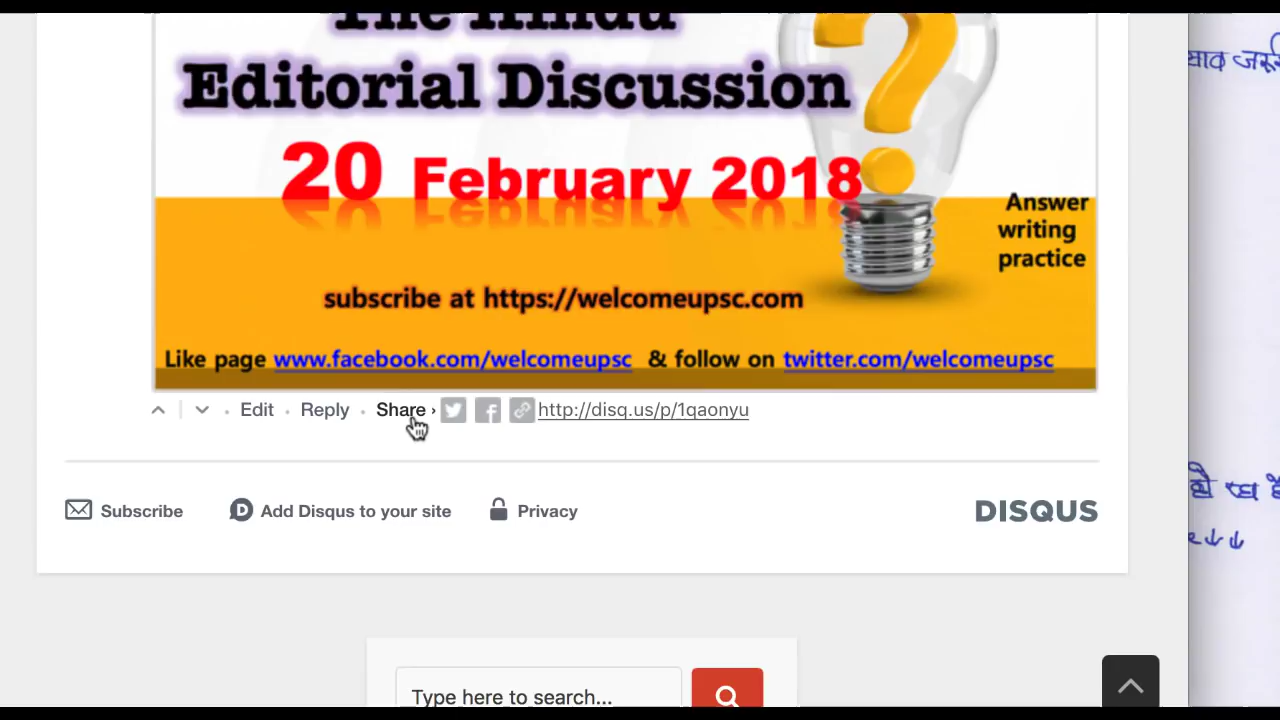 The Hindu
Editorial Discussion
20 February 2018
Answer
writing
practice
subscribe at https://welcomeupsc.com
Like page www.facebook.com/welcomeupsc & follow on twitter.com/welcomeupsc
Edit Reply Share › http://disq.us/p/1qaonyu
Subscribe Add Disqus to your site Privacy DISQUS
Type here to search...